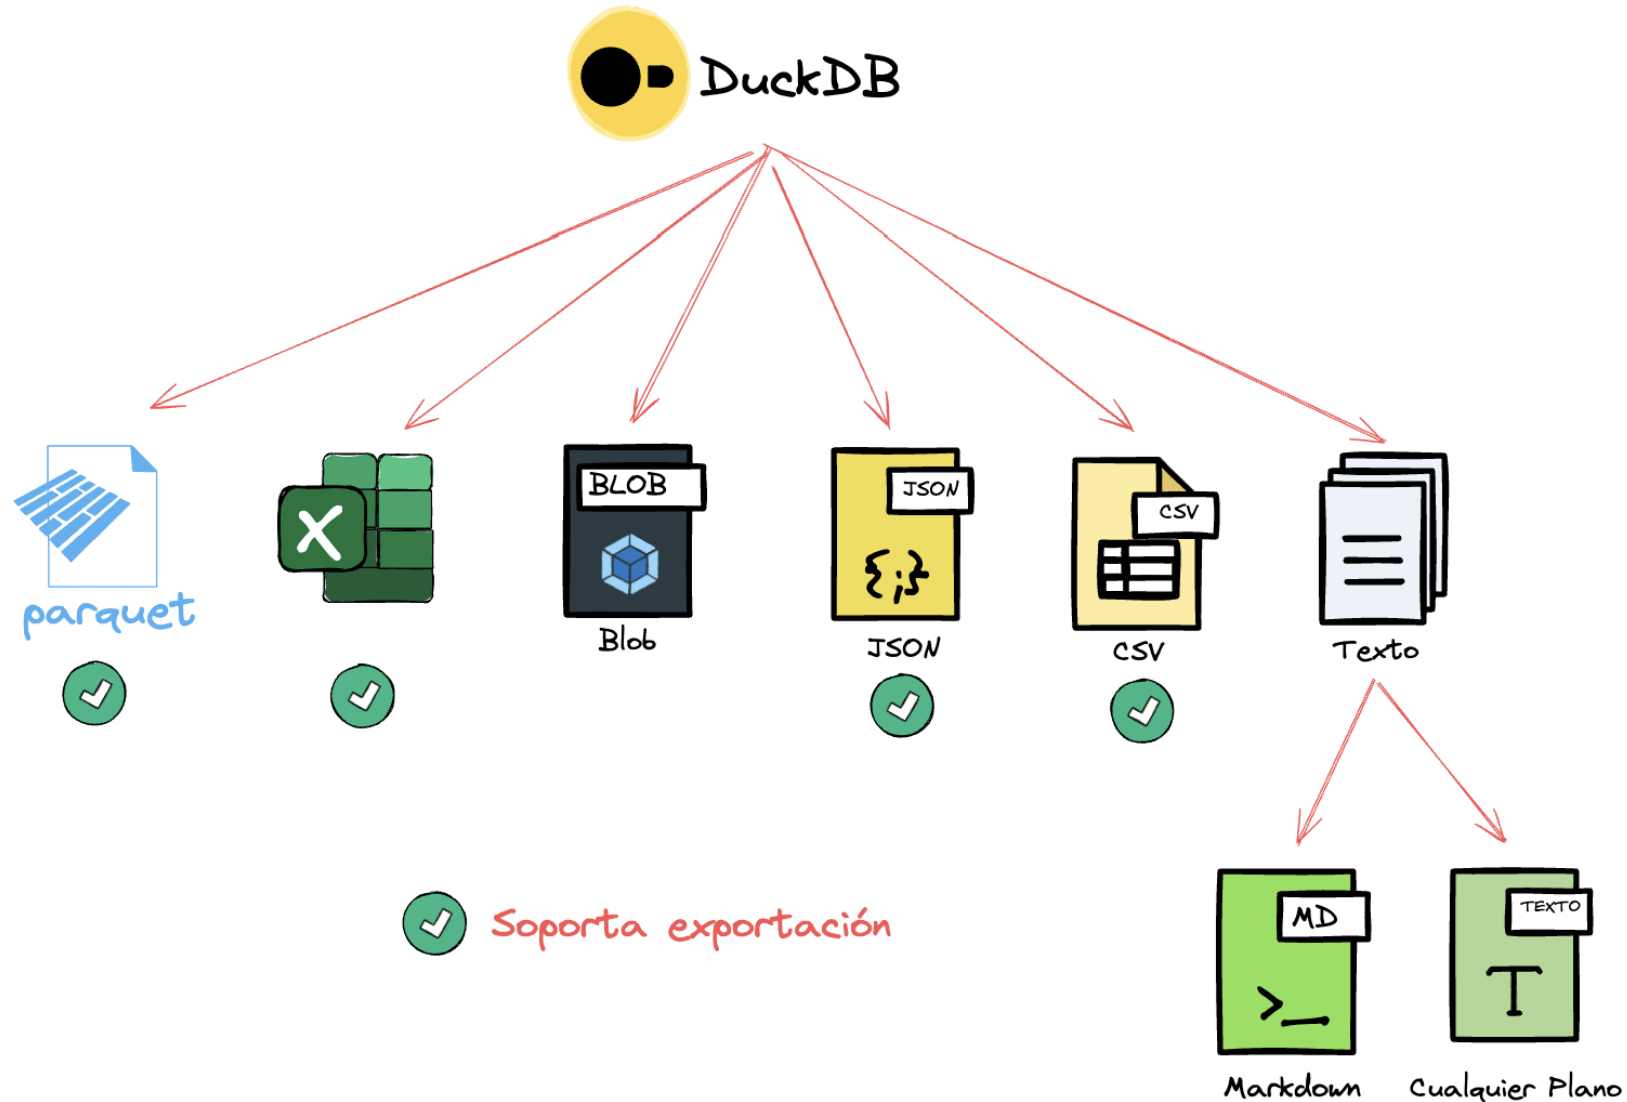 DuckDB
BLOB
JSON
CSV
parquet
Blob
JSON
CSV
Texto
Soporta exportación
MD
TEXTO
Markdown
Cualquier Plano